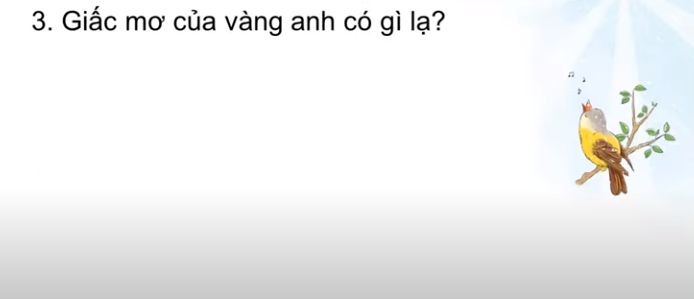 3. Giấc mơ của vàng anh có gì lạ?